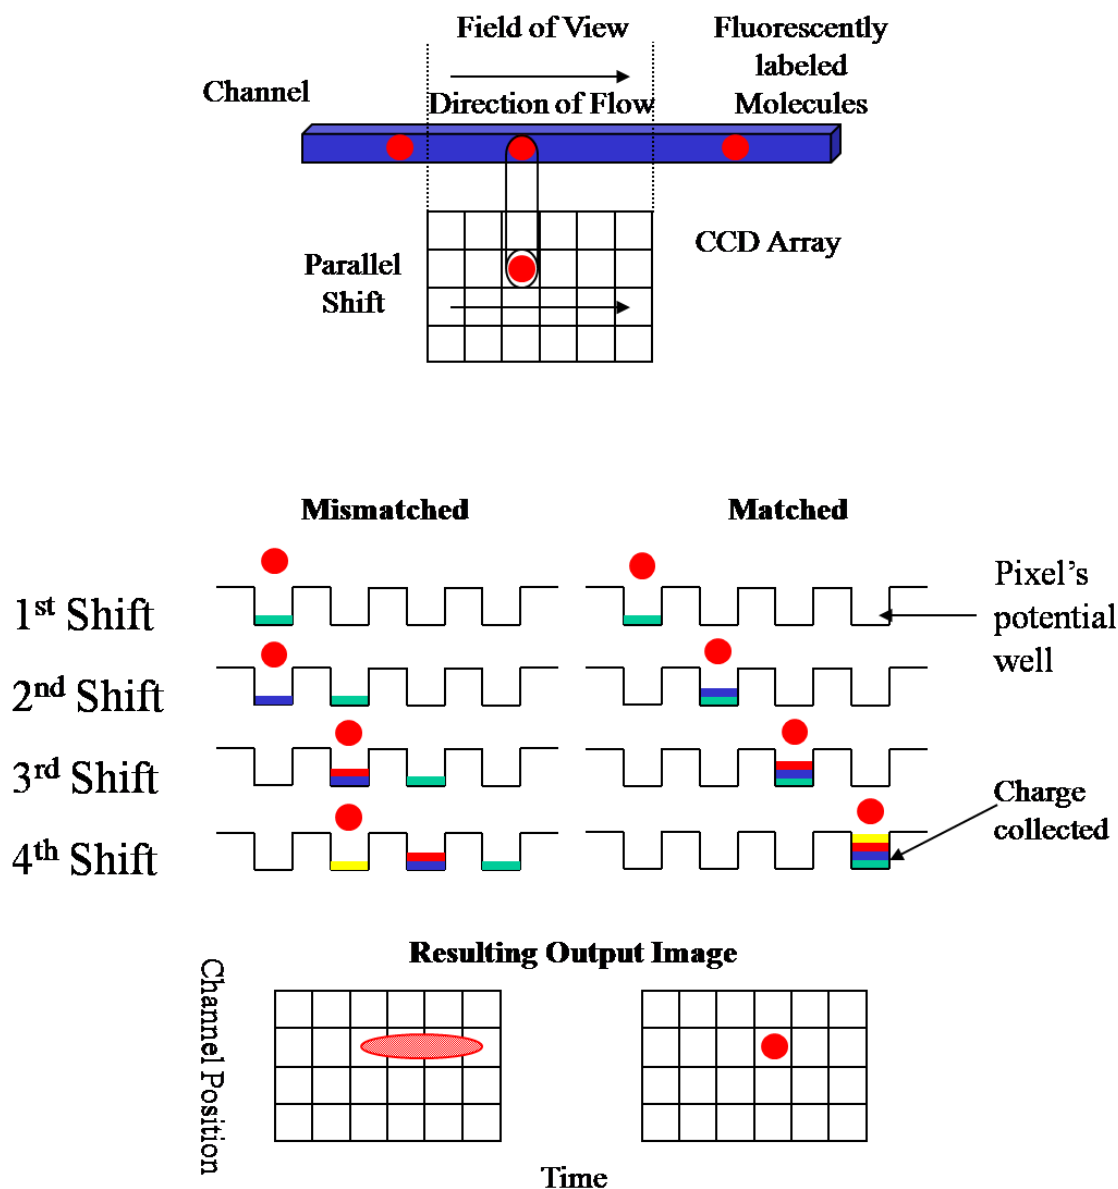 Field of View
Fluorescently
labeled
Molecules
Channel
Direction of Flow
CCD Array
Parallel
Shift
Mismatched
Matched
1st Shift
Pixel's
potential
well
2nd Shift
3rd Shift
Charge
collected
4th Shift
Resulting Output Image
Channel Position
Time